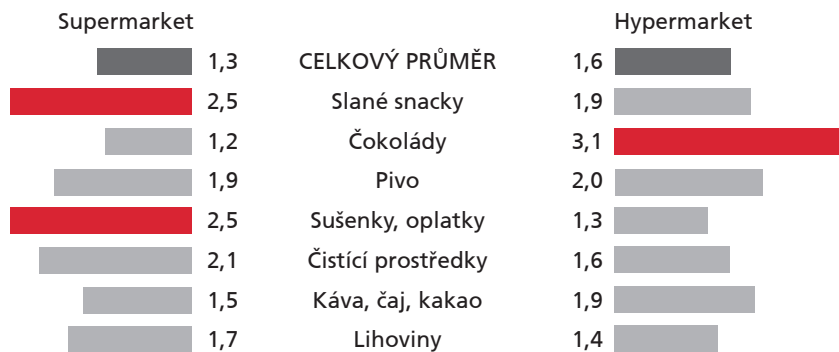 Supermarket Hypermarket
1,3 CELKOVÝ PRŮMĚR 1,6
2,5 Slané snacky 1,9
1,2 Čokolády 3,1
1,9 Pivo 2,0
2,5 Sušenky, oplatky 1,3
2,1 Čistící prostředky 1,6
1,5 Káva, čaj, kakao 1,9
1,7 Lihoviny 1,4